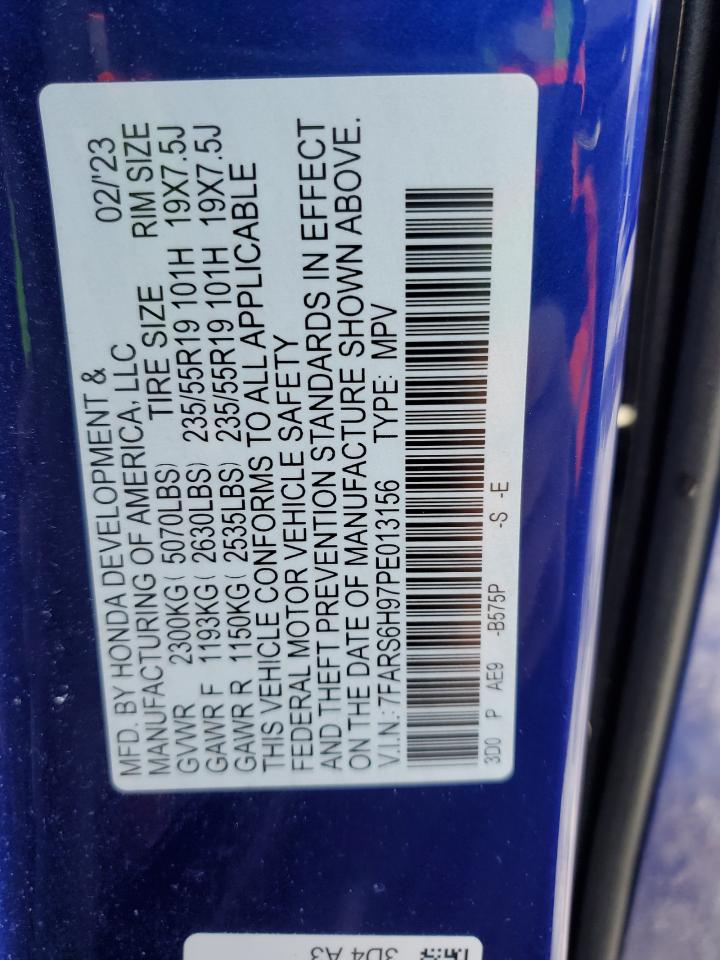 MFD. BY HONDA DEVELOPMENT & 02/'23
MANUFACTURING OF AMERICA, LLC
TIRE SIZE RIM SIZE
GVWR 2300KG( 5070LBS)
GAWR F 1193KG( 2630LBS) 235/55R19 101H 19X7.5J
GAWR R 1150KG( 2535LBS) 235/55R19 101H 19X7.5J
THIS VEHICLE CONFORMS TO ALL APPLICABLE
FEDERAL MOTOR VEHICLE SAFETY
AND THEFT PREVENTION STANDARDS IN EFFECT
ON THE DATE OF MANUFACTURE SHOWN ABOVE.
V.I.N.: 7FARS6H97PE013156 TYPE: MPV
3D0 P AE9 -B575P -S -E
3D4 A3